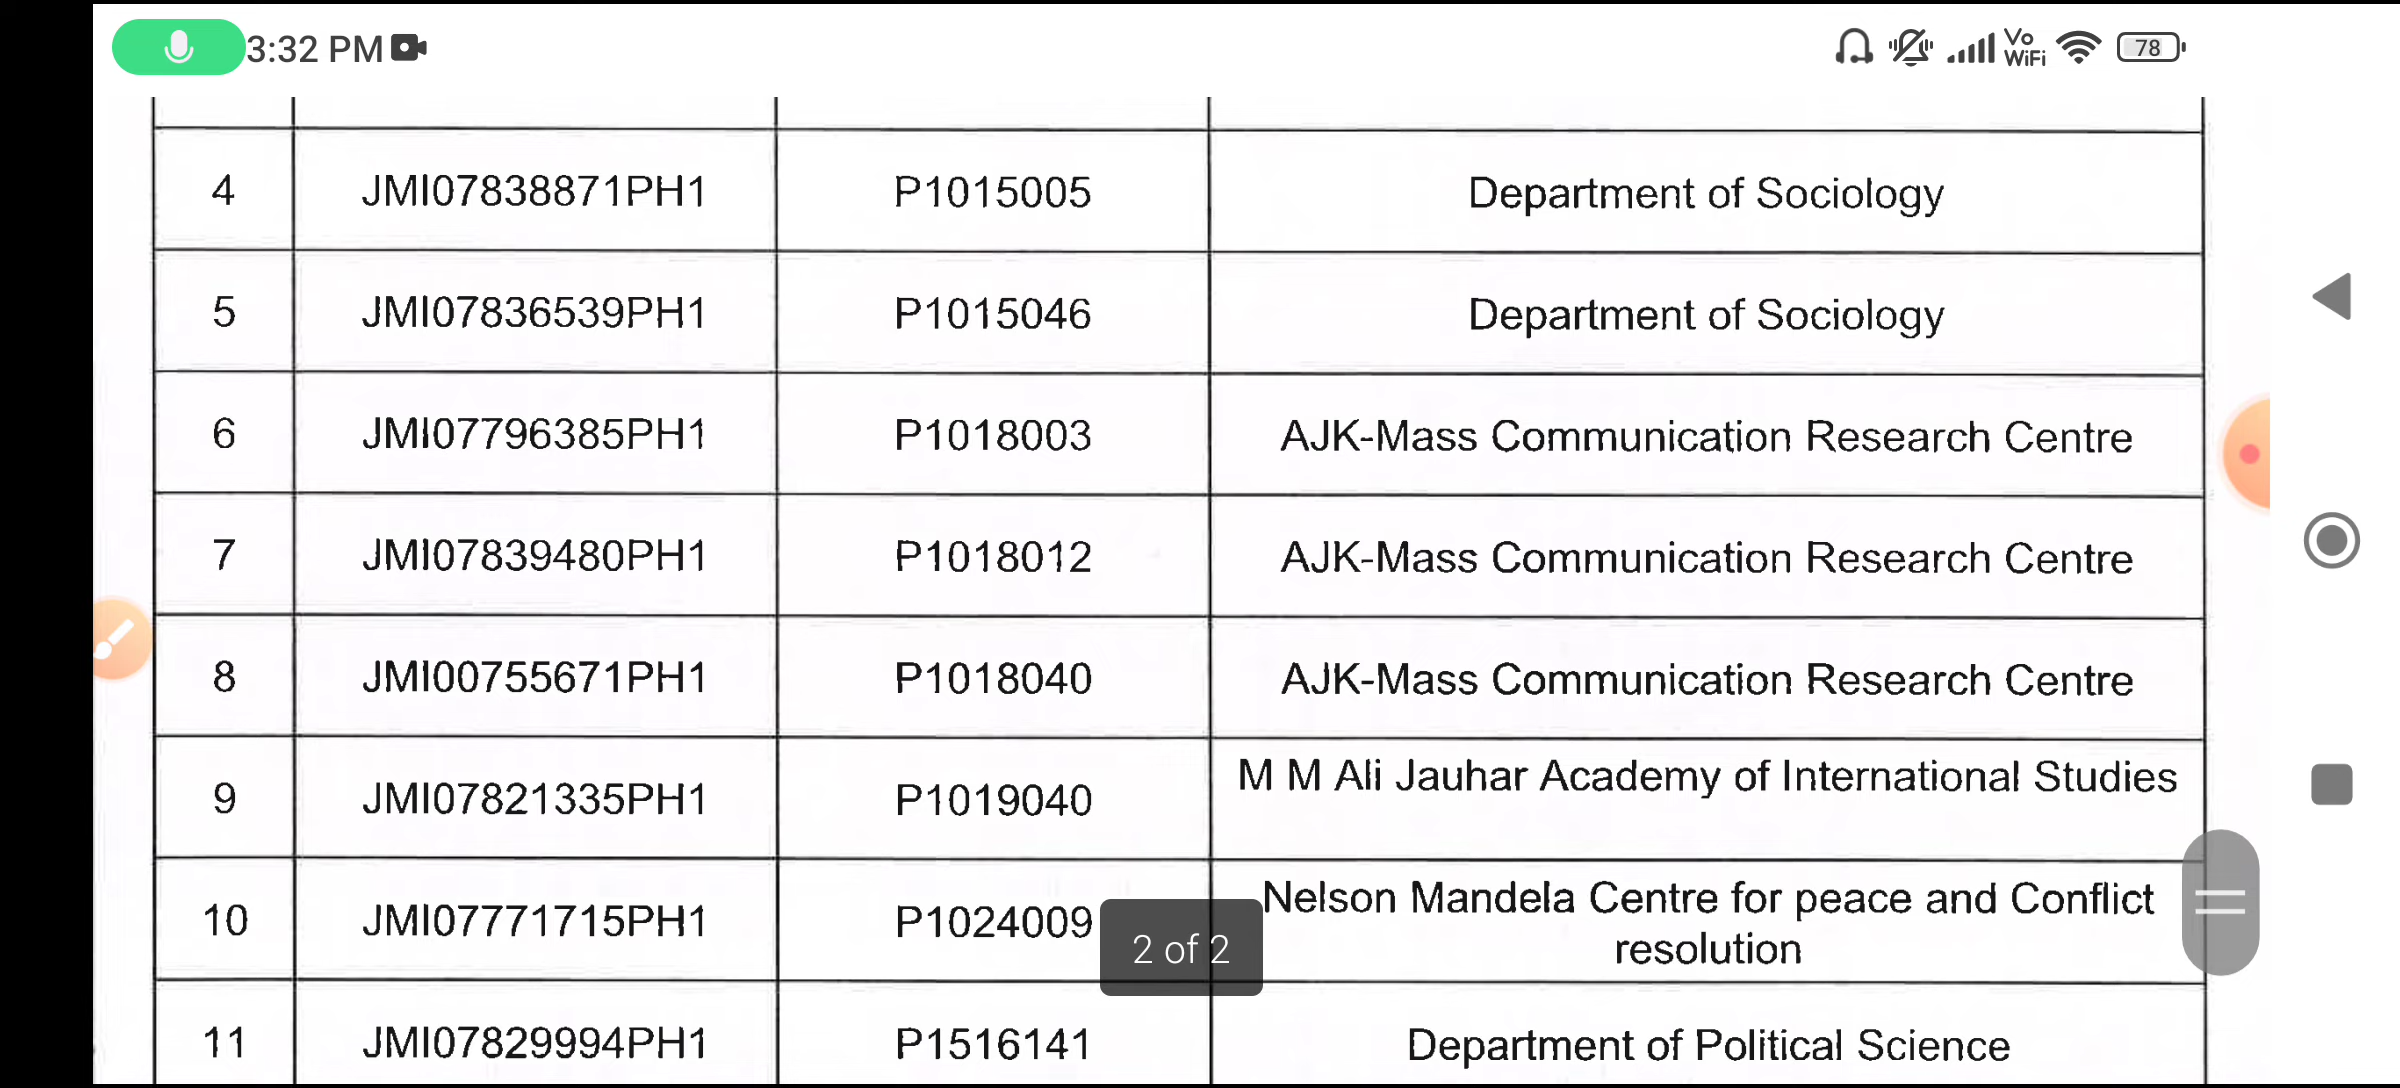 3:32 PM
Vo
WiFi
78
4 JMI07838871PH1 P1015005 Department of Sociology
5 JMI07836539PH1 P1015046 Department of Sociology
6 JMI07796385PH1 P1018003 AJK-Mass Communication Research Centre
7 JMI07839480PH1 P1018012 AJK-Mass Communication Research Centre
8 JMI00755671PH1 P1018040 AJK-Mass Communication Research Centre
9 JMI07821335PH1 P1019040 M M Ali Jauhar Academy of International Studies
10 JMI07771715PH1 P1024009 Nelson Mandela Centre for peace and Conflict
resolution
2 of 2
11 JMI07829994PH1 P1516141 Department of Political Science